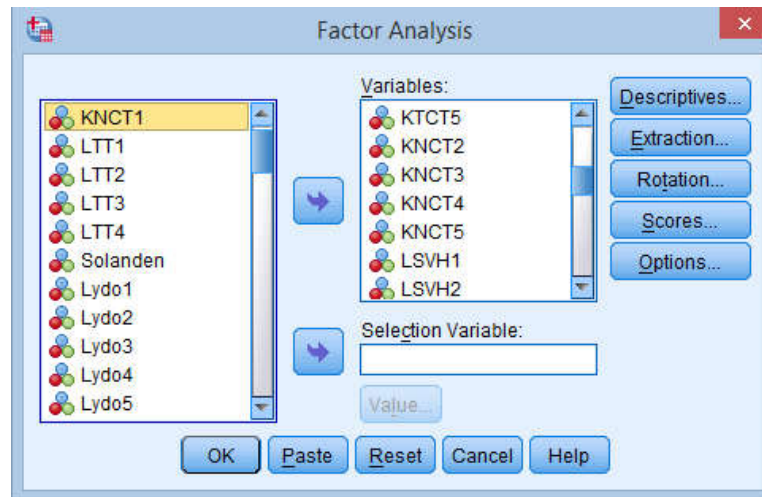 Factor Analysis
KNCT1
LTT1
LTT2
LTT3
LTT4
Solanden
Lydo1
Lydo2
Lydo3
Lydo4
Lydo5
Variables:
KTCT5
KNCT2
KNCT3
KNCT4
KNCT5
LSVH1
LSVH2
Selection Variable:
Value...
Descriptives...
Extraction...
Rotation...
Scores...
Options...
OK
Paste
Reset
Cancel
Help